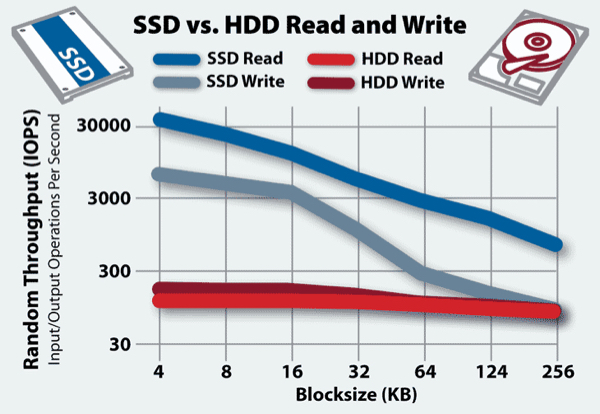 SSD vs. HDD Read and Write
SSD
SSD Read
HDD Read
SSD Write
HDD Write
Random Throughput (IOPS)
Input/Output Operations Per Second
30000
3000
300
30
4 8 16 32 64 124 256
Blocksize (KB)